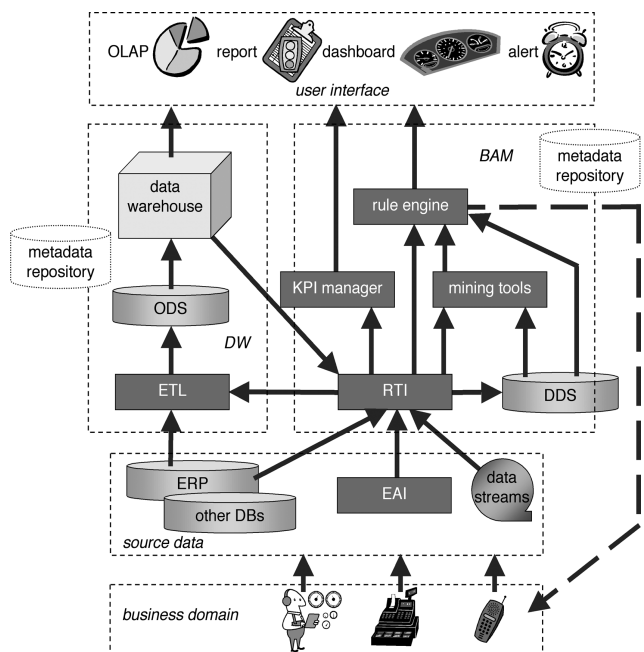 OLAP report dashboard alert
user interface
BAM
metadata
repository
data
warehouse
rule engine
metadata
repository
KPI manager
mining tools
ODS
DW
ETL
RTI
DDS
ERP
other DBs
EAI
data
streams
source data
business domain